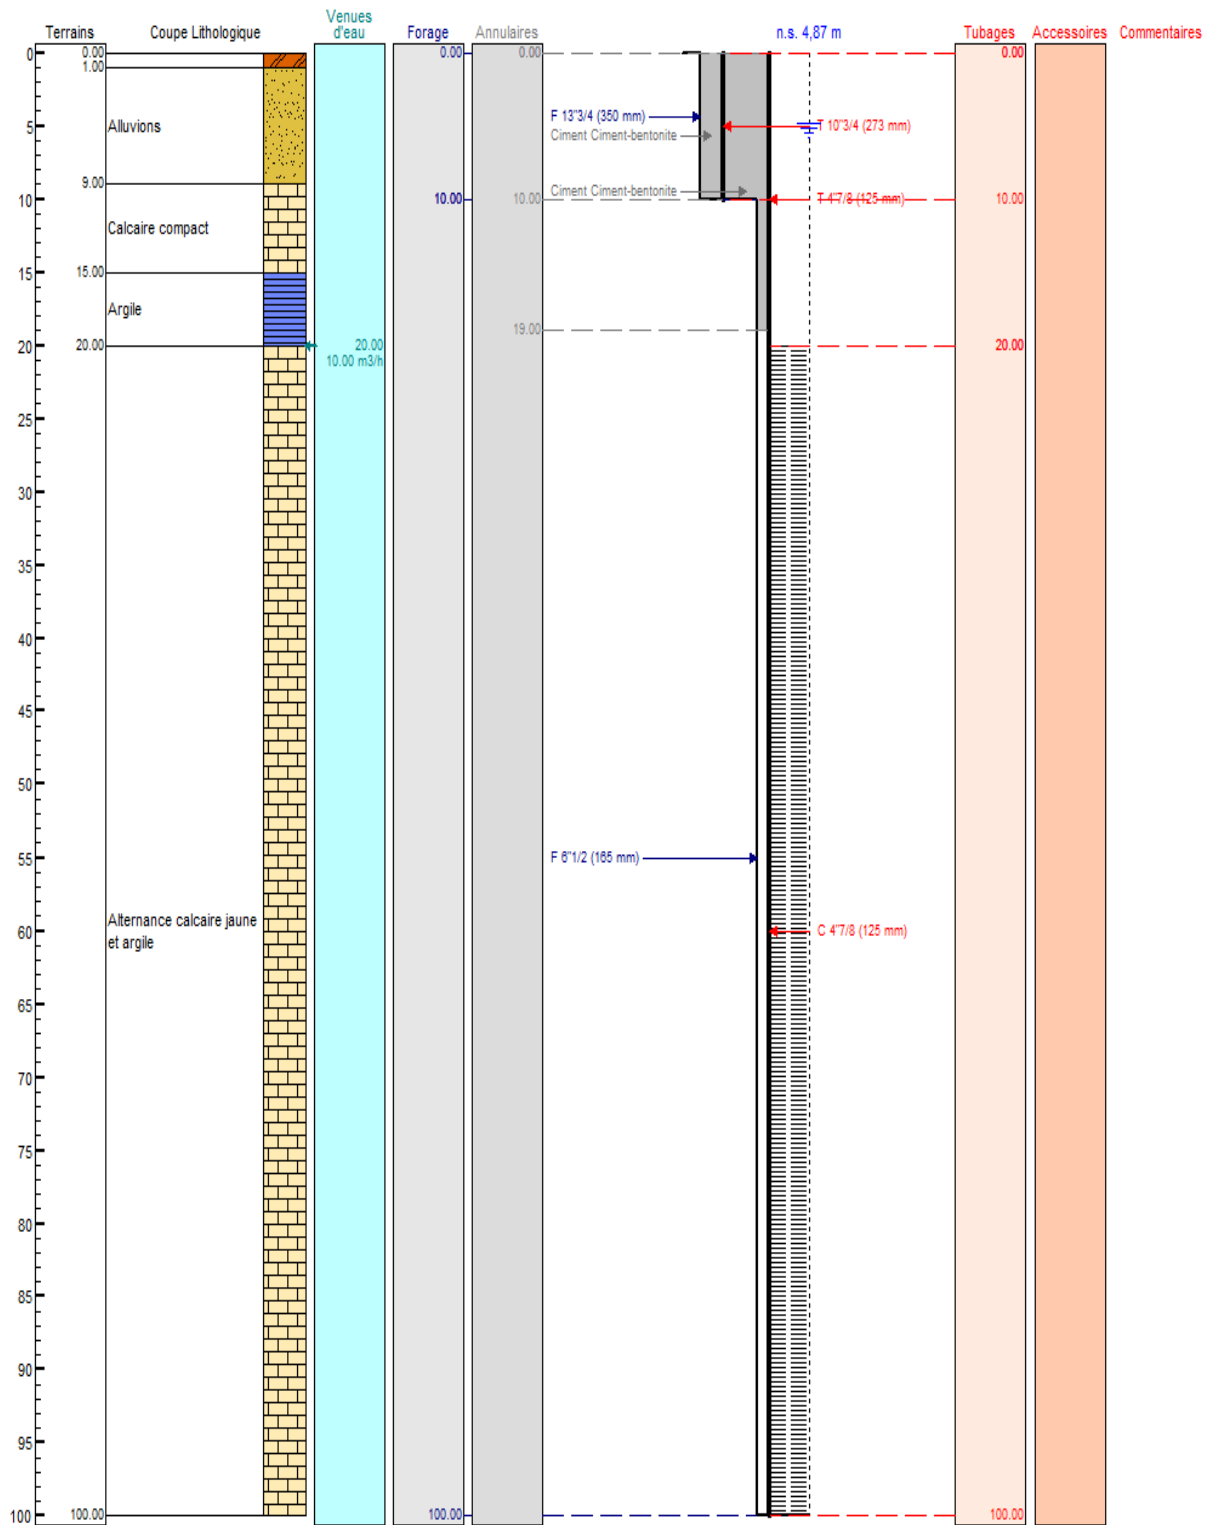 Terrains
Coupe Lithologique
Venues
d'eau
Forage
Annulaires
n.s. 4,87 m
Tubages
Accessoires
Commentaires
0
0.00
0.00
0.00
0.00
1.00
F 13"3/4 (350 mm)
5
Alluvions
T 10"3/4 (273 mm)
Ciment Ciment-bentonite
9.00
Ciment Ciment-bentonite
10
10.00
10.00
T 4"7/8 (125 mm)
10.00
Calcaire compact
15
15.00
Argile
19.00
20
20.00
20.00
20.00
10.00 m3/h
25
30
35
40
45
50
55
F 6"1/2 (165 mm)
Alternance calcaire jaune
et argile
60
C 4"7/8 (125 mm)
65
70
75
80
85
90
95
100
100.00
100.00
100.00